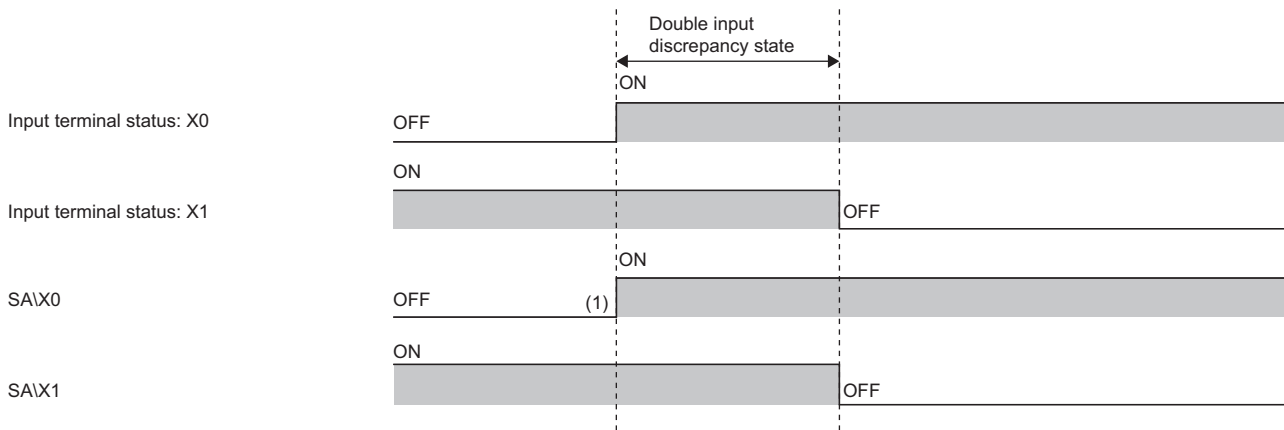 Double input
discrepancy state
ON
Input terminal status: X0
OFF
ON
Input terminal status: X1
OFF
ON
SA\X0
OFF
(1)
ON
SA\X1
OFF